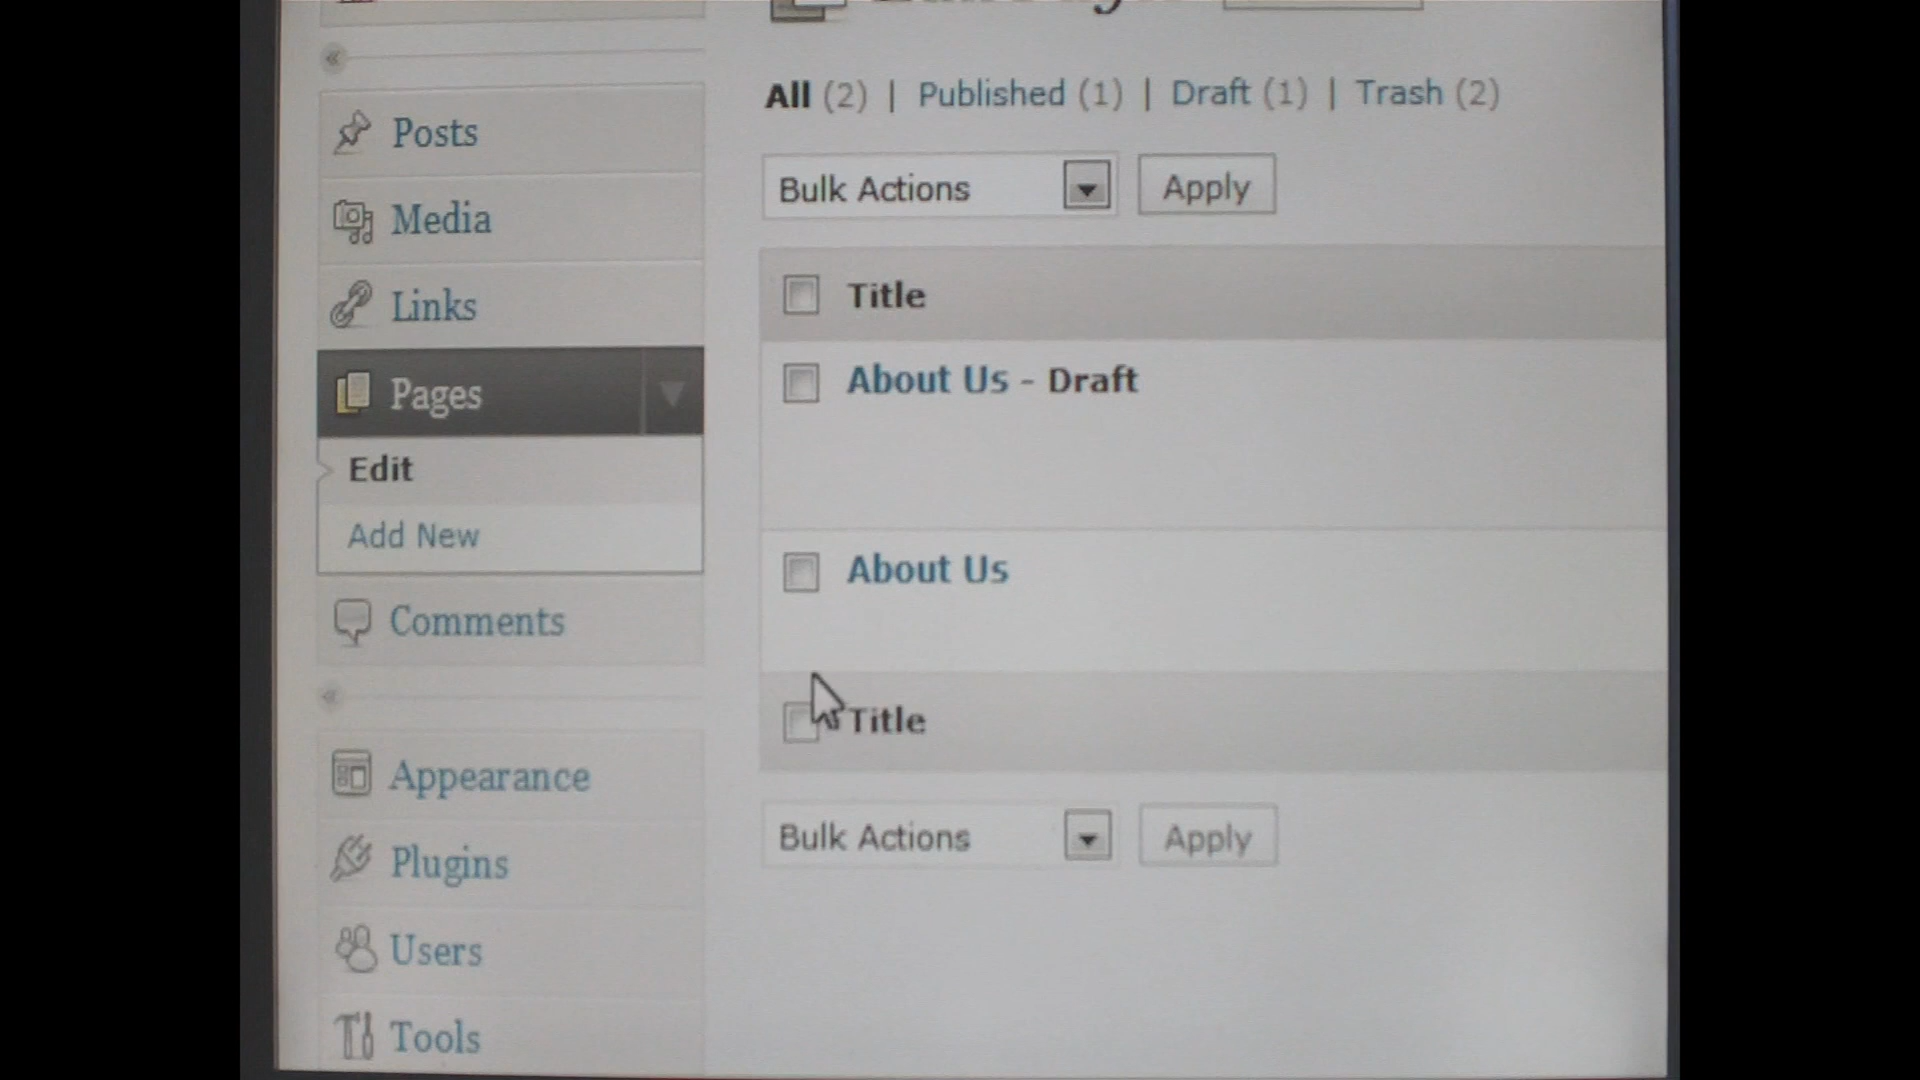 All (2) | Published (1) | Draft (1) | Trash (2)
Posts
Media
Links
Pages
Edit
Add New
Comments
Appearance
Plugins
Users
Tools
Bulk Actions Apply
Title
About Us - Draft
About Us
Title
Bulk Actions Apply